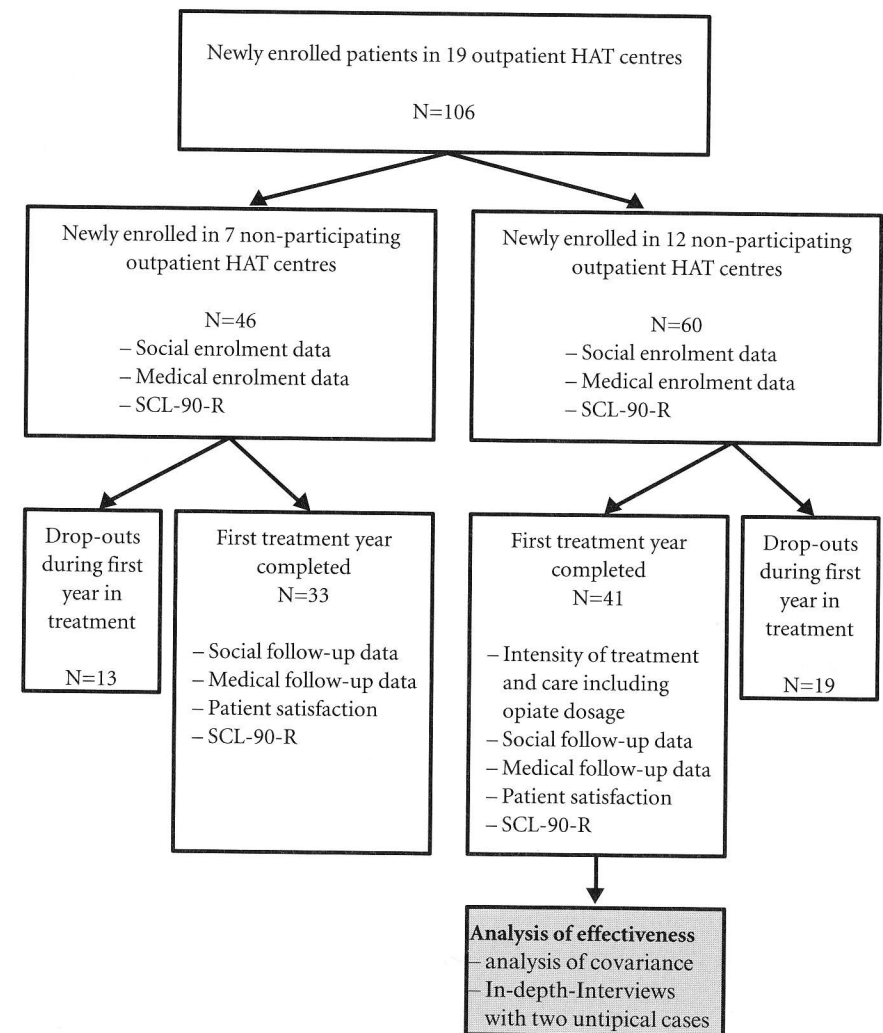 Newly enrolled patients in 19 outpatient HAT centres
N=106
Newly enrolled in 7 non-participating
outpatient HAT centres
N=46
– Social enrolment data
– Medical enrolment data
– SCL-90-R
Newly enrolled in 12 non-participating
outpatient HAT centres
N=60
– Social enrolment data
– Medical enrolment data
– SCL-90-R
Drop-outs
during first
year in
treatment
N=13
First treatment year
completed
N=33
– Social follow-up data
– Medical follow-up data
– Patient satisfaction
– SCL-90-R
First treatment year
completed
N=41
– Intensity of treatment
and care including
opiate dosage
– Social follow-up data
– Medical follow-up data
– Patient satisfaction
– SCL-90-R
Drop-outs
during first
year in
treatment
N=19
Analysis of effectiveness
– analysis of covariance
– In-depth-Interviews
with two untipical cases